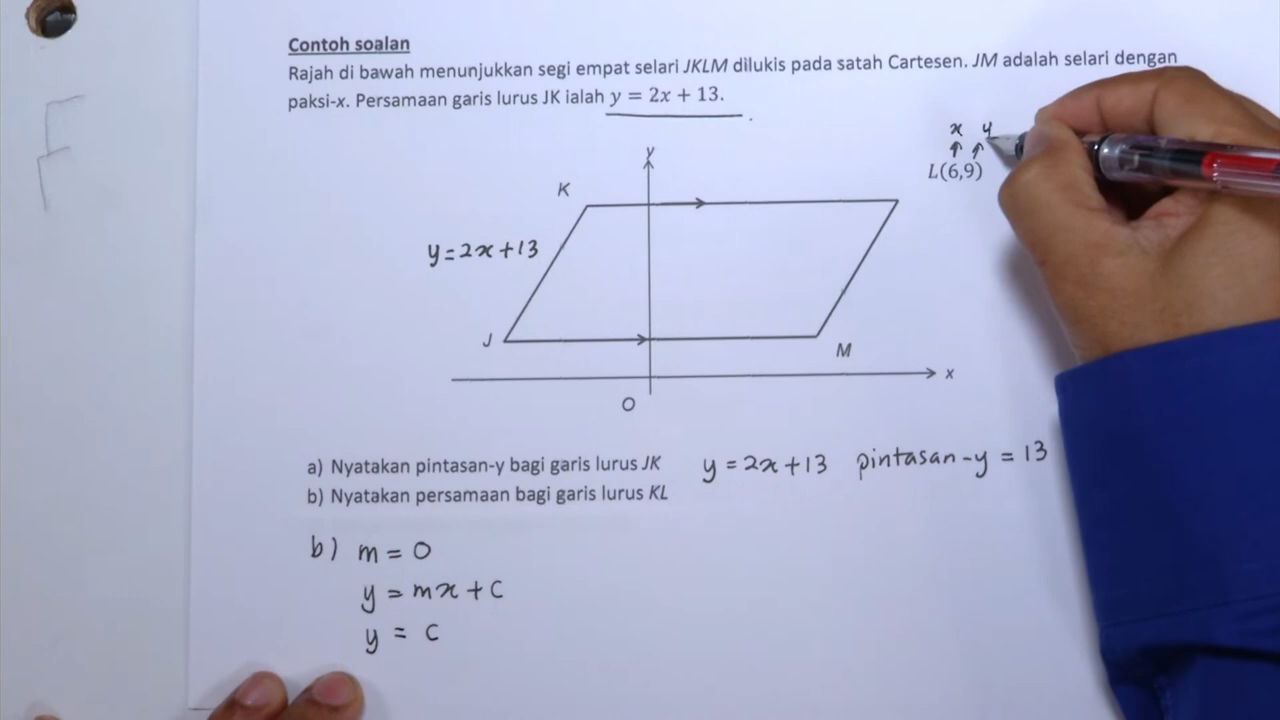 Contoh soalan
Rajah di bawah menunjukkan segi empat selari JKLM dilukis pada satah Cartesen. JM adalah selari dengan
paksi-x. Persamaan garis lurus JK ialah y = 2x + 13.
x y
L(6,9)
y
K
y=2x+13
J
M
x
O
a) Nyatakan pintasan-y bagi garis lurus JK y = 2x+13 pintasan-y = 13
b) Nyatakan persamaan bagi garis lurus KL
b) m = 0
y = mx + c
y = c